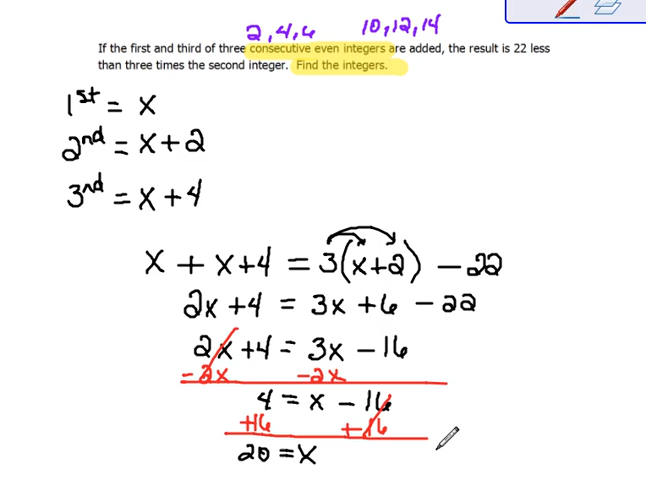 2, 4, 6 10, 12, 14
If the first and third of three consecutive even integers are added, the result is 22 less
than three times the second integer. Find the integers.
1st = x
2nd = x+2
3nd = x+4
x + x+4 = 3(x+2) - 22
2x +4 = 3x +6 - 22
2x +4 = 3x - 16
-2x -2x
4 = x - 16
+16 +16
20 = x